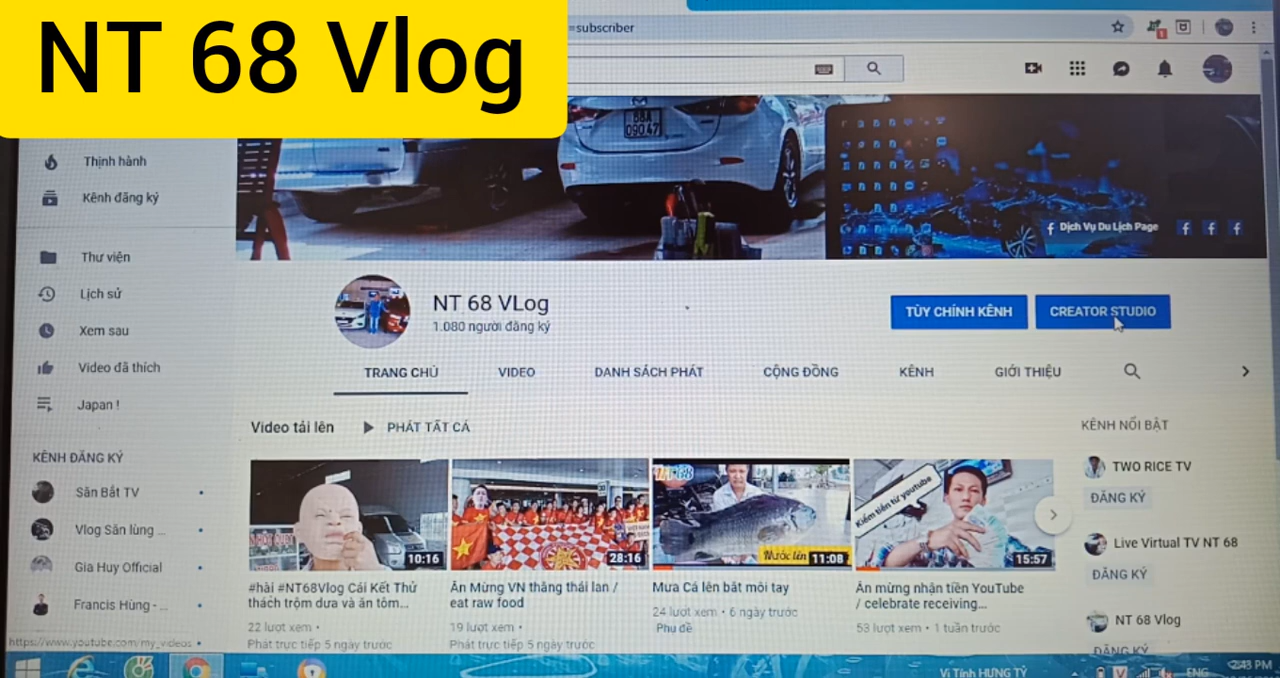 NT 68 Vlog
=subscriber
1
68A
090.47
Dịch Vụ Du Lịch Page
Thịnh hành
Kênh đăng ký
Thư viện
Lịch sử
Xem sau
Video đã thích
Japan !
KÊNH ĐĂNG KÝ
Săn Bắt TV
Vlog Săn lùng ...
Gia Huy Official
Francis Hùng - ...
https://www.youtube.com/my_videos
NT 68 VLog
1.080 người đăng ký
TÙY CHỈNH KÊNH
CREATOR STUDIO
TRANG CHỦ
VIDEO
DANH SÁCH PHÁT
CỘNG ĐỒNG
KÊNH
GIỚI THIỆU
Video tải lên
PHÁT TẤT CẢ
10:16
28:16
NT68
Nước lên
11:08
Kiếm tiền từ youtube
15:57
#hài #NT68Vlog Cái Kết Thử
thách trộm dưa và ăn tôm...
22 lượt xem •
Phát trực tiếp 5 ngày trước
Ăn Mừng VN thắng thái lan /
eat raw food
19 lượt xem •
Phát trực tiếp 5 ngày trước
Mưa Cá lên bắt mỏi tay
24 lượt xem • 6 ngày trước
Phụ đề
Ăn mừng nhận tiền YouTube
/ celebrate receiving...
53 lượt xem • 1 tuần trước
KÊNH NỔI BẬT
TWO RICE TV
ĐĂNG KÝ
Live Virtual TV NT 68
ĐĂNG KÝ
NT 68 Vlog
ĐĂNG KÝ
Vi Tính HƯNG TÝ
ENG
2:43 PM